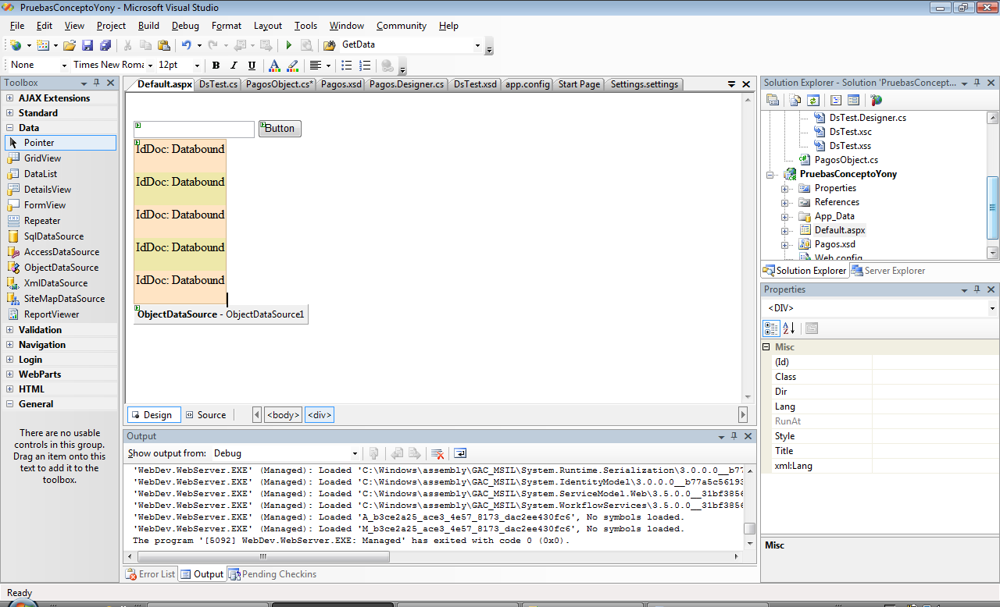 PruebasConceptoYony - Microsoft Visual Studio
File Edit View Project Build Debug Format Layout Tools Window Community Help
GetData
None Times New Roma 12pt B I U A
Toolbox
AJAX Extensions
Standard
Data
Pointer
GridView
DataList
DetailsView
FormView
Repeater
SqlDataSource
AccessDataSource
ObjectDataSource
XmlDataSource
SiteMapDataSource
ReportViewer
Validation
Navigation
Login
WebParts
HTML
General
There are no usable
controls in this group.
Drag an item onto this
text to add it to the
toolbox.
Default.aspx DsTest.cs PagosObject.cs* Pagos.xsd Pagos.Designer.cs DsTest.xsd app.config Start Page Settings.settings
Button
IdDoc: Databound
IdDoc: Databound
IdDoc: Databound
IdDoc: Databound
IdDoc: Databound
ObjectDataSource - ObjectDataSource1
Design Source <body> <div>
Output
Show output from: Debug
'WebDev.WebServer.EXE' (Managed): Loaded 'C:\Windows\assembly\GAC_MSIL\System.Runtime.Serialization\3.0.0.0__b77
'WebDev.WebServer.EXE' (Managed): Loaded 'C:\Windows\assembly\GAC_MSIL\System.IdentityModel\3.0.0.0__b77a5c56193
'WebDev.WebServer.EXE' (Managed): Loaded 'C:\Windows\assembly\GAC_MSIL\System.ServiceModel.Web\3.5.0.0__31bf3856
'WebDev.WebServer.EXE' (Managed): Loaded 'C:\Windows\assembly\GAC_MSIL\System.WorkflowServices\3.5.0.0__31bf3856
'WebDev.WebServer.EXE' (Managed): Loaded 'A_b3ce2a25_ace3_4e57_8173_dac2ee430fc6', No symbols loaded.
'WebDev.WebServer.EXE' (Managed): Loaded 'M_b3ce2a25_ace3_4e57_8173_dac2ee430fc6', No symbols loaded.
The program '[5092] WebDev.WebServer.EXE: Managed' has exited with code 0 (0x0).
Error List Output Pending Checkins
Solution Explorer - Solution 'PruebasConcept...
DsTest.Designer.cs
DsTest.xsc
DsTest.xss
PagosObject.cs
PruebasConceptoYony
Properties
References
App_Data
Default.aspx
Pagos.xsd
Web.config
Solution Explorer Server Explorer
Properties
<DIV>
Misc
(Id)
Class
Dir
Lang
RunAt
Style
Title
xml:Lang
Misc
Ready